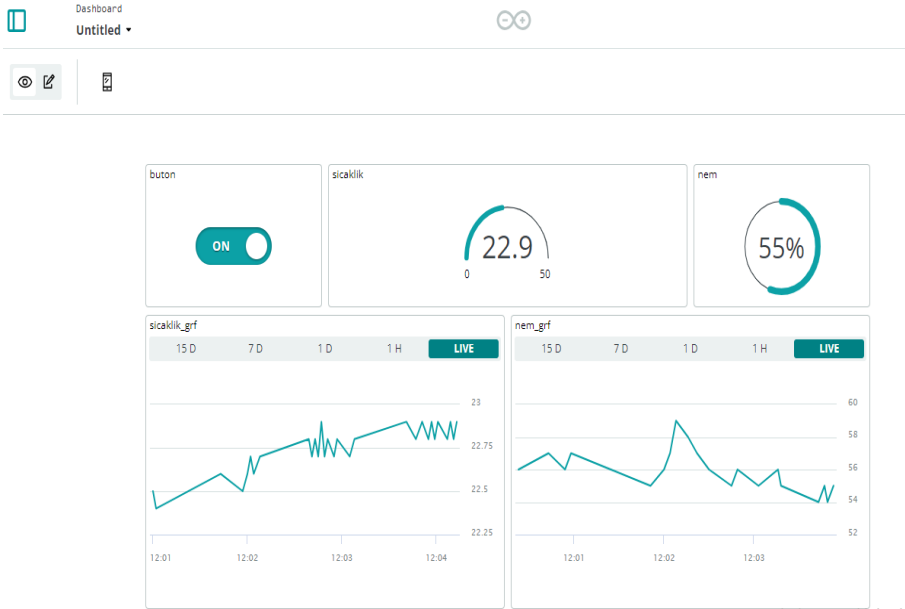 Dashboard
Untitled
buton
sicaklik
nem
ON
22.9
0
50
55%
sicaklik_grf
nem_grf
15 D
7 D
1 D
1 H
LIVE
15 D
7 D
1 D
1 H
LIVE
23
22.75
22.5
22.25
12:01
12:02
12:03
12:04
60
58
56
54
52
12:01
12:02
12:03